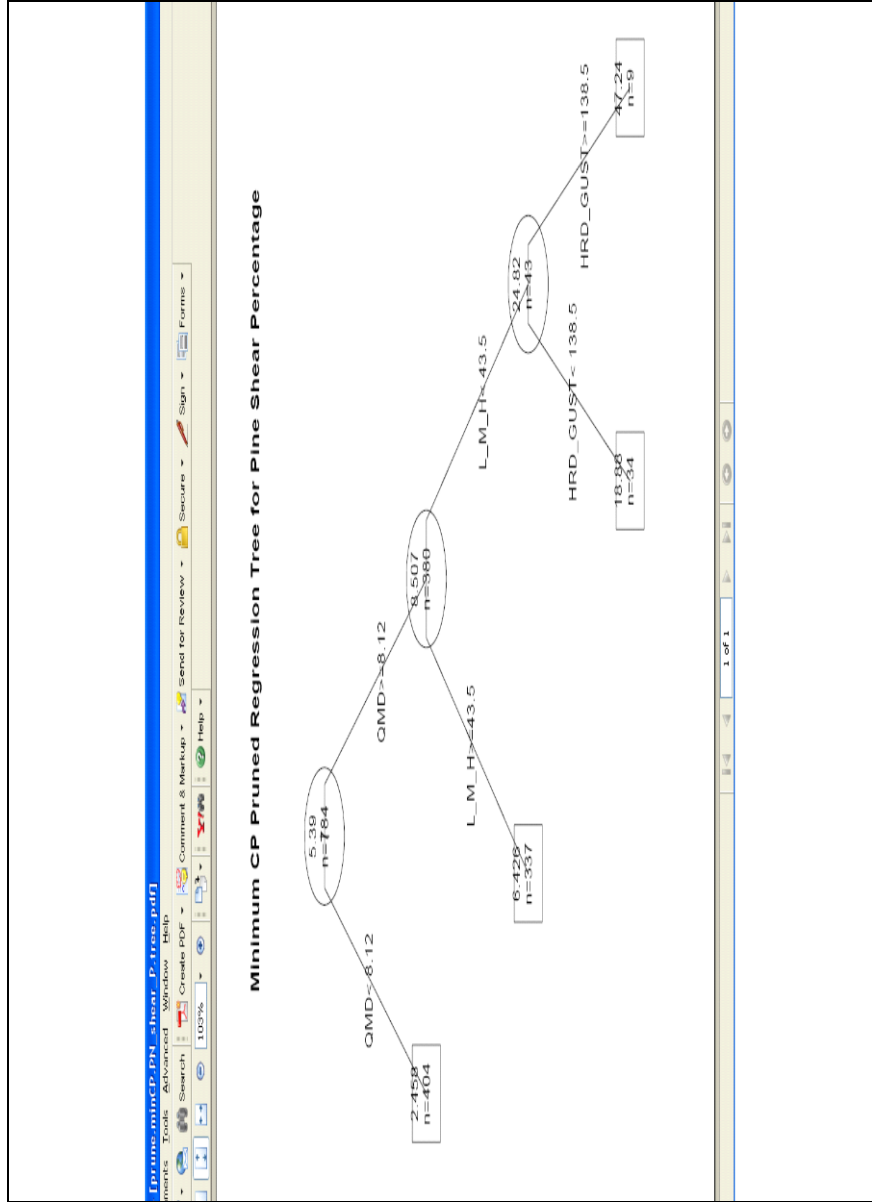 [prune.minCP.PN_shear_P.tree.pdf]
ments Tools Advanced Window Help
Search Create PDF Comment & Markup Send for Review Secure Sign Forms
103% Help
Minimum CP Pruned Regression Tree for Pine Shear Percentage
5.39
n=784
QMD< 8.12
QMD>=8.12
2.458
n=404
8.507
n=380
L_M_H>=43.5
L_M_H< 43.5
6.426
n=337
24.82
n=43
HRD_GUST< 138.5
HRD_GUST>=138.5
18.88
n=34
47.24
n=9
1 of 1